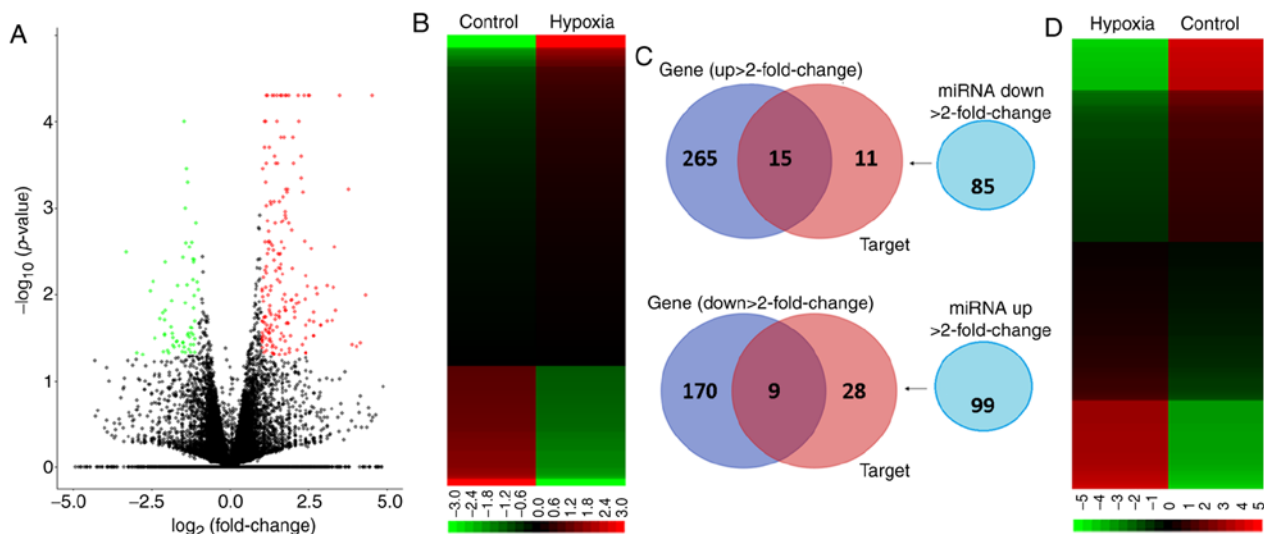 A
4
3
2
1
0
−log10 (p-value)
−5.0 −2.5 0.0 2.5 5.0
log2 (fold-change)
B
Control Hypoxia
−3.0 −2.4 −1.8 −1.2 −0.6 0.0 0.6 1.2 1.8 2.4 3.0
C
Gene (up>2-fold-change)
265 15 11
Target
miRNA down
>2-fold-change
85
Gene (down>2-fold-change)
170 9 28
Target
miRNA up
>2-fold-change
99
D
Hypoxia Control
−5 −4 −3 −2 −1 0 1 2 3 4 5